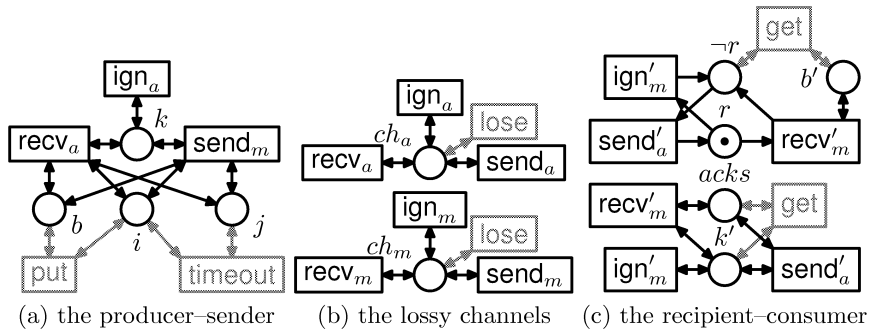 ign_a
k
recv_a
send_m
b
i
j
put
timeout
(a) the producer–sender
ign_a
ch_a
lose
recv_a
send_a
ign_m
ch_m
lose
recv_m
send_m
(b) the lossy channels
get
¬r
ign'_m
b'
r
send'_a
recv'_m
acks
recv'_m
get
k'
ign'_m
send'_a
(c) the recipient–consumer